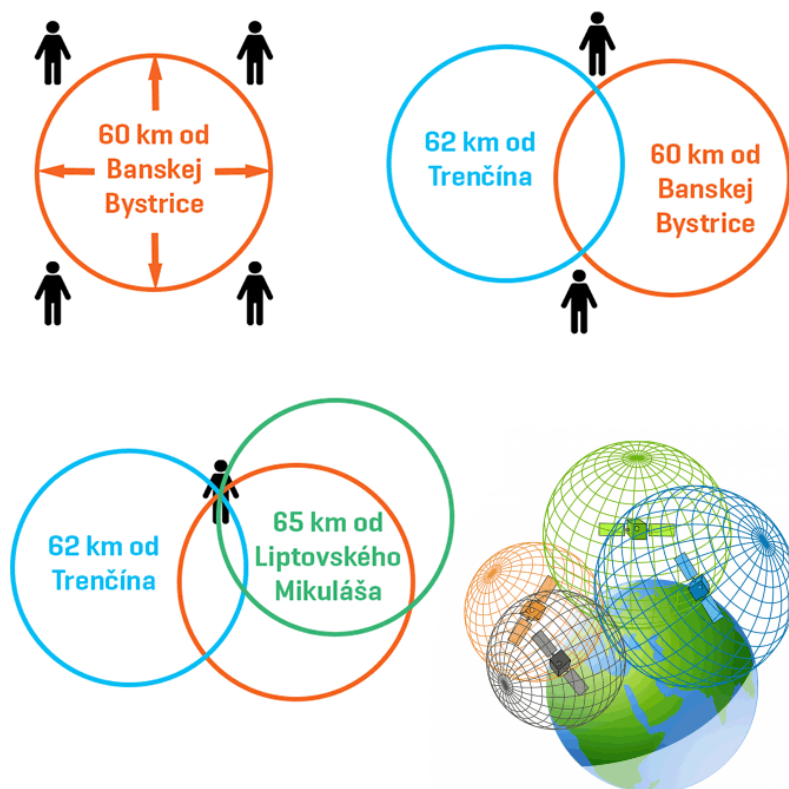 60 km od
Banskej
Bystrice
62 km od
Trenčína
60 km od
Banskej
Bystrice
62 km od
Trenčína
65 km od
Liptovského
Mikuláša